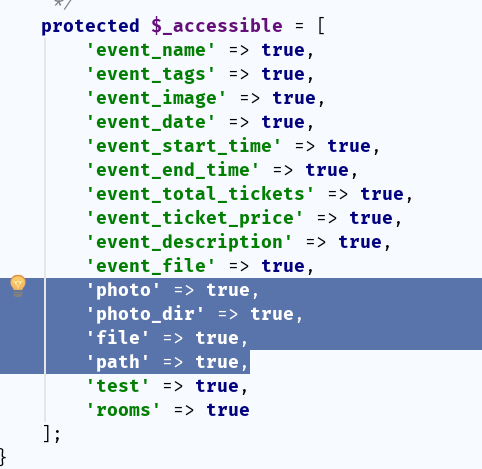 */
protected $_accessible = [
'event_name' => true,
'event_tags' => true,
'event_image' => true,
'event_date' => true,
'event_start_time' => true,
'event_end_time' => true,
'event_total_tickets' => true,
'event_ticket_price' => true,
'event_description' => true,
'event_file' => true,
'photo' => true,
'photo_dir' => true,
'file' => true,
'path' => true,
'test' => true,
'rooms' => true
];
}